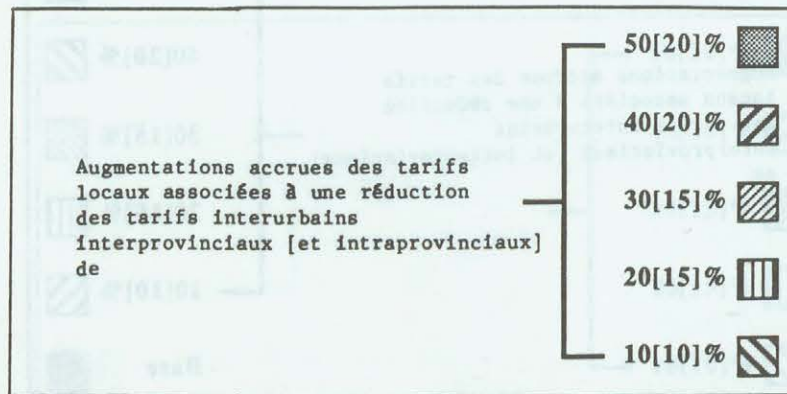 50[20]%
40[20]%
Augmentations accrues des tarifs
locaux associées à une réduction
des tarifs interurbains
interprovinciaux [et intraprovinciaux]
de
30[15]%
20[15]%
10[10]%